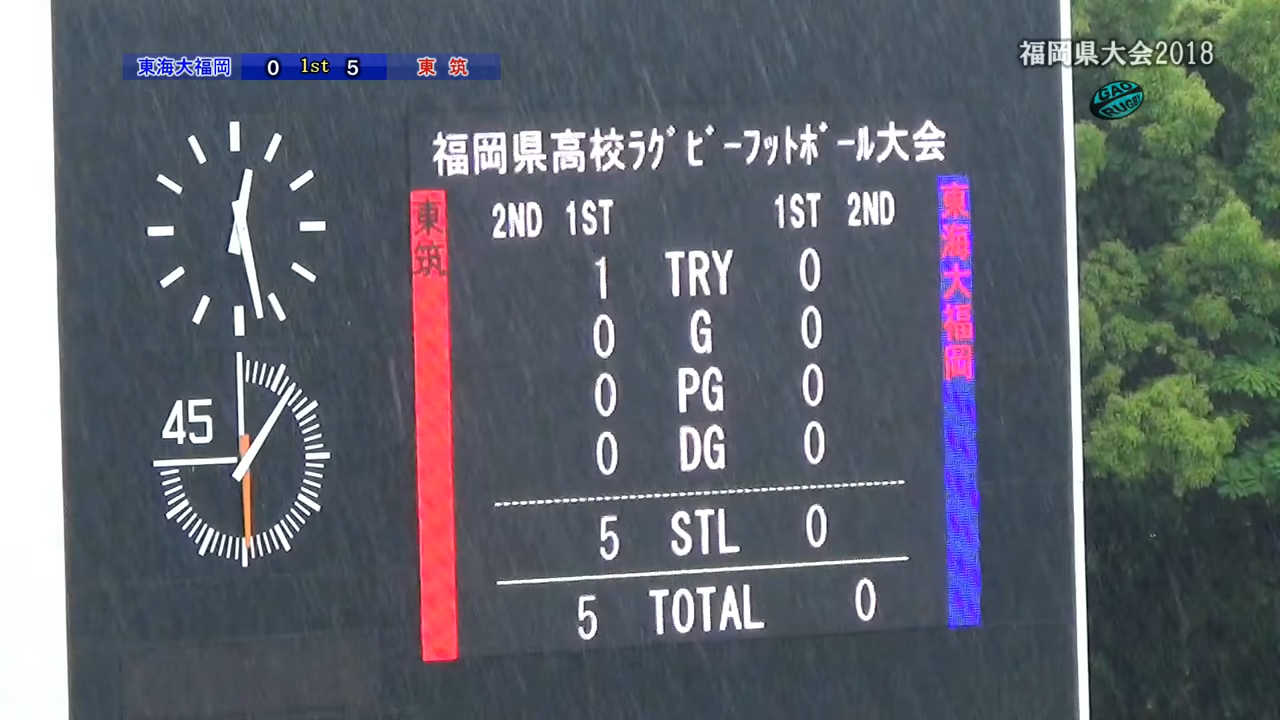 東海大福岡 0 1st 5 東 筑
福岡県大会2018
GAORUGBY
福岡県高校ラグビーフットボール大会
東筑
2ND 1ST 1ST 2ND
東海大福岡
1 TRY 0
0 G 0
0 PG 0
0 DG 0
45
5 STL 0
5 TOTAL 0